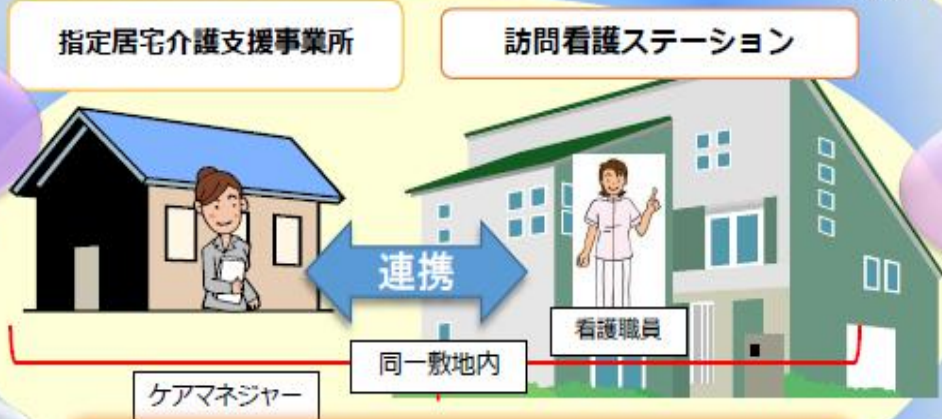 指定居宅介護支援事業所
訪問看護ステーション
連携
看護職員
同一敷地内
ケアマネジャー